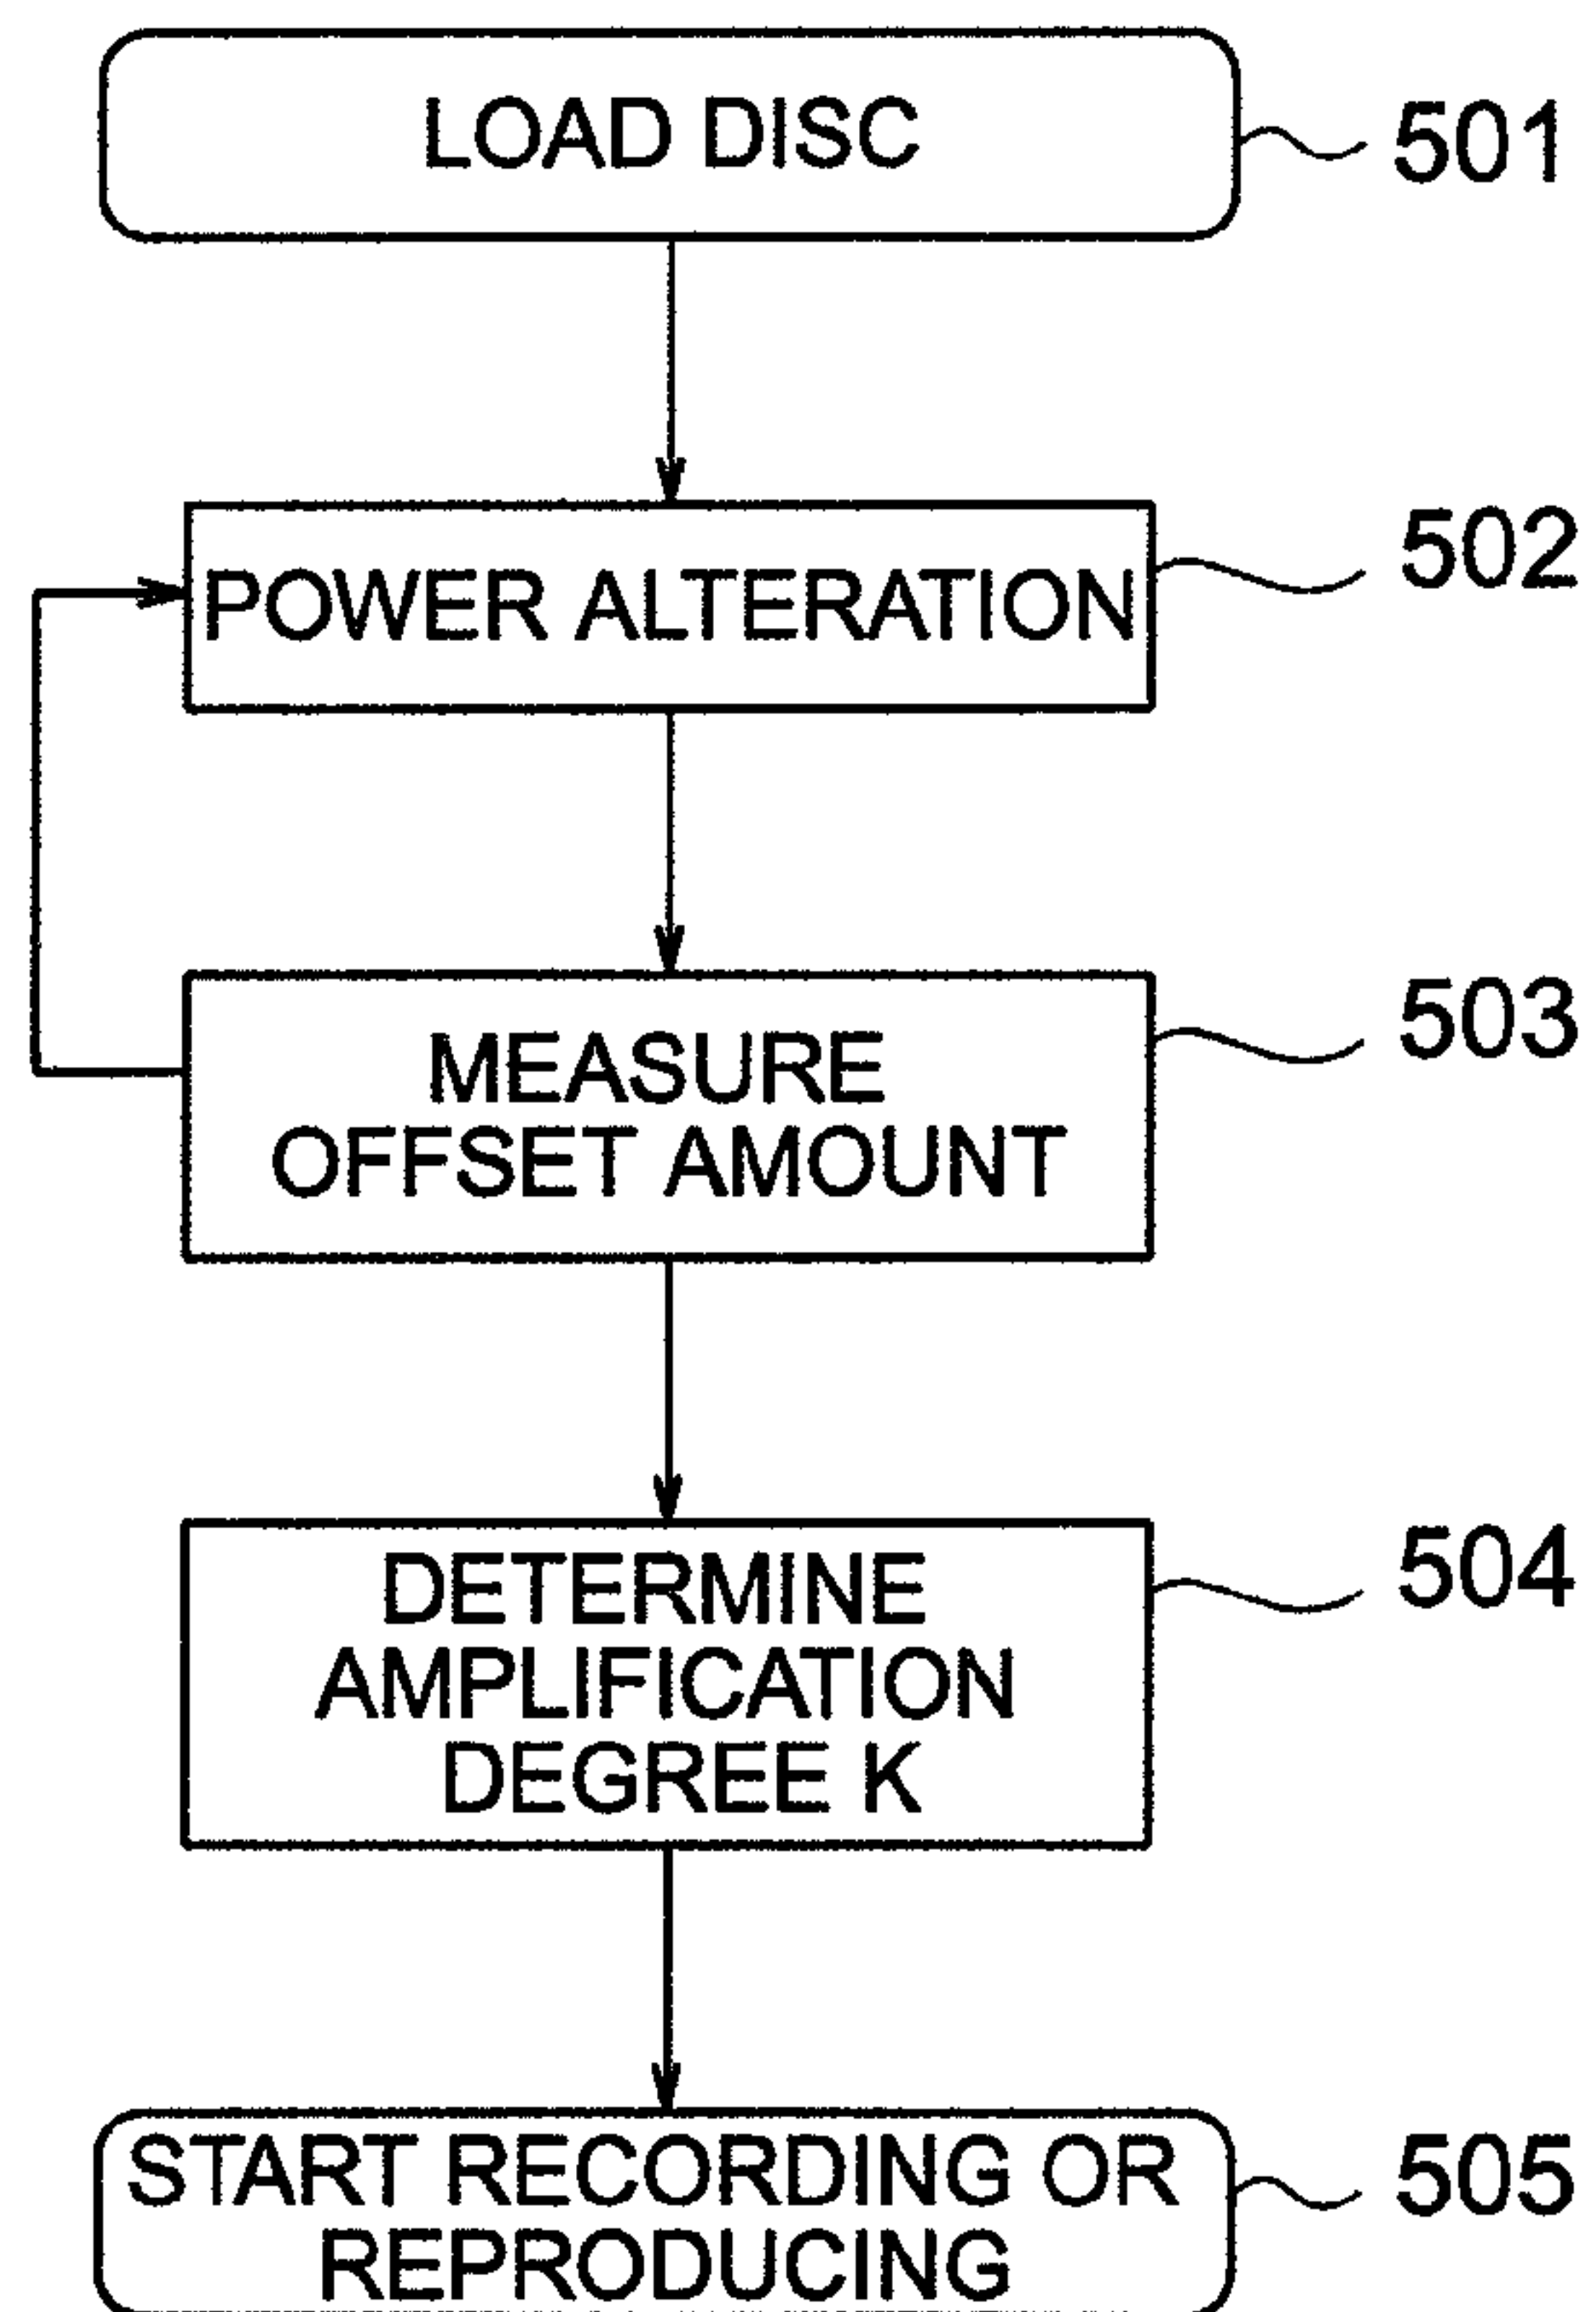 LOAD DISC
501
POWER ALTERATION
502
MEASURE
OFFSET AMOUNT
503
DETERMINE
AMPLIFICATION
DEGREE K
504
START RECORDING OR
REPRODUCING
505